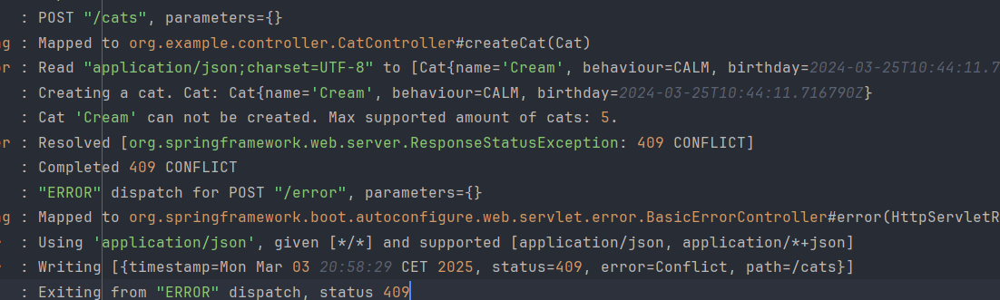 : POST "/cats", parameters={}
ng : Mapped to org.example.controller.CatController#createCat(Cat)
or : Read "application/json;charset=UTF-8" to [Cat{name='Cream', behaviour=CALM, birthday=2024-03-25T10:44:11.7
: Creating a cat. Cat: Cat{name='Cream', behaviour=CALM, birthday=2024-03-25T10:44:11.716790Z}
: Cat 'Cream' can not be created. Max supported amount of cats: 5.
er : Resolved [org.springframework.web.server.ResponseStatusException: 409 CONFLICT]
: Completed 409 CONFLICT
: "ERROR" dispatch for POST "/error", parameters={}
ng : Mapped to org.springframework.boot.autoconfigure.web.servlet.error.BasicErrorController#error(HttpServletR
: Using 'application/json', given [*/*] and supported [application/json, application/*+json]
: Writing [{timestamp=Mon Mar 03 20:58:29 CET 2025, status=409, error=Conflict, path=/cats}]
: Exiting from "ERROR" dispatch, status 409